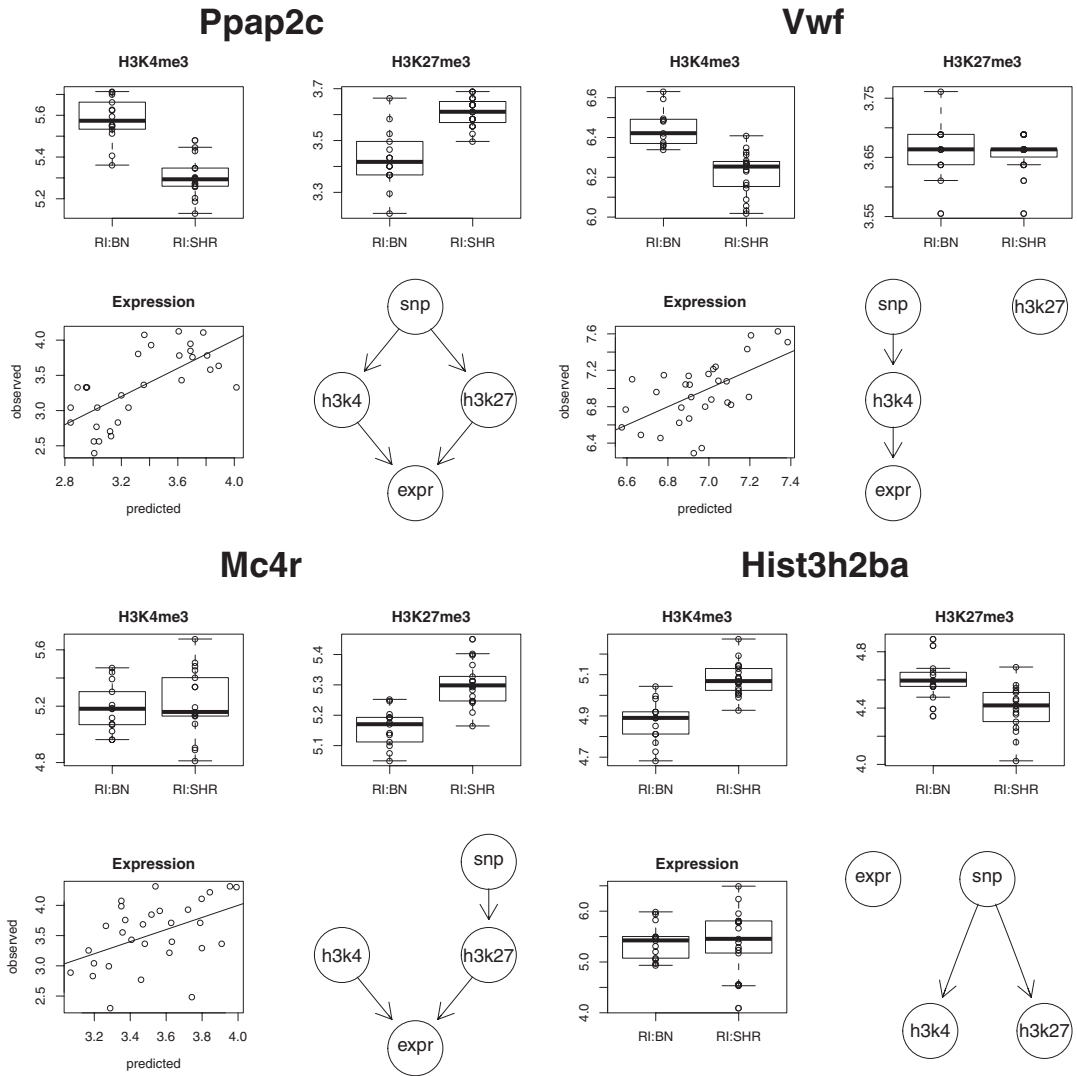 Ppap2c
H3K4me3
5.6
5.4
5.2
RI:BN
RI:SHR
H3K27me3
3.7
3.5
3.3
RI:BN
RI:SHR
Expression
observed
4.0
3.5
3.0
2.5
2.8
3.2
3.6
4.0
predicted
snp
h3k4
h3k27
expr
Vwf
H3K4me3
6.6
6.4
6.2
6.0
RI:BN
RI:SHR
H3K27me3
3.75
3.65
3.55
RI:BN
RI:SHR
Expression
observed
7.6
7.2
6.8
6.4
6.6
6.8
7.0
7.2
7.4
predicted
snp
h3k27
h3k4
expr
Mc4r
H3K4me3
5.6
5.2
4.8
RI:BN
RI:SHR
H3K27me3
5.4
5.3
5.2
5.1
RI:BN
RI:SHR
Expression
observed
4.0
3.5
3.0
2.5
3.2
3.4
3.6
3.8
4.0
predicted
snp
h3k4
h3k27
expr
Hist3h2ba
H3K4me3
5.1
4.9
4.7
RI:BN
RI:SHR
H3K27me3
4.8
4.4
4.0
RI:BN
RI:SHR
Expression
6.0
5.0
4.0
RI:BN
RI:SHR
expr
snp
h3k4
h3k27